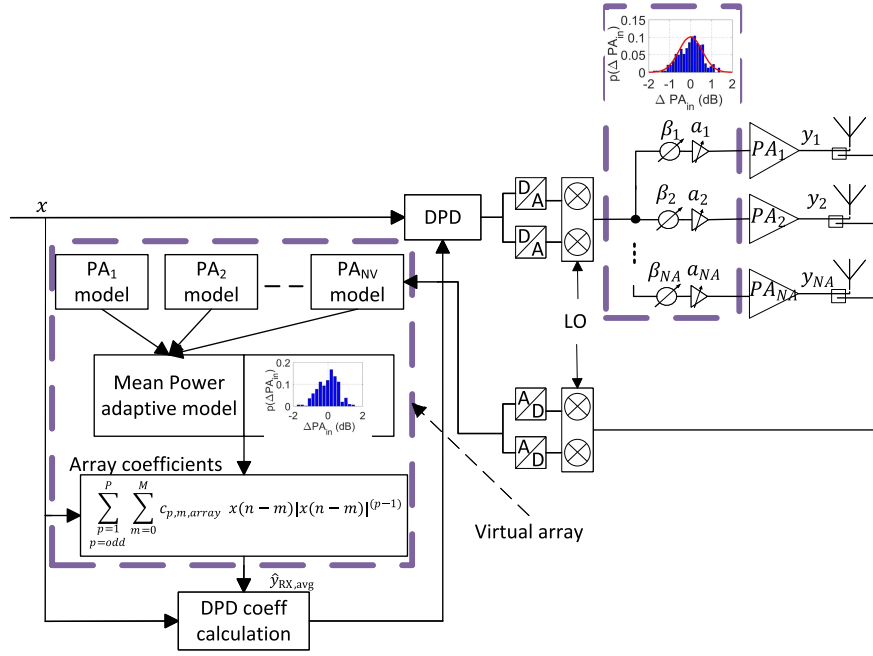 0.15
0.1
0.05
0
p(Δ PA_in)
-2 -1 0 1 2
Δ PA_in (dB)
β_1 a_1 PA_1 y_1
x
DPD
D A
D A
β_2 a_2 PA_2 y_2
β_NA a_NA PA_NA y_NA
PA_1 model
PA_2 model
PA_NV model
LO
Mean Power
adaptive model
0.2
0.1
0
p(ΔPA_in)
-2 0 2
ΔPA_in (dB)
A D
A D
Array coefficients
∑_{p=1, p=odd}^{P} ∑_{m=0}^{M} c_{p,m,array} x(n − m)|x(n − m)|^{(p−1)}
Virtual array
ŷ_RX,avg
DPD coeff
calculation